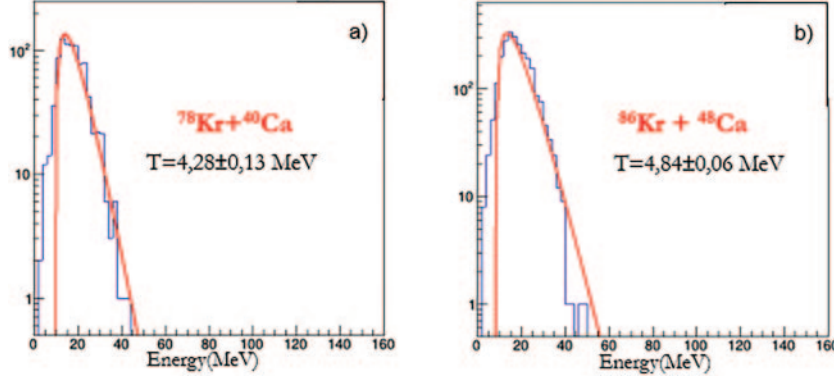 a)
10²
⁷⁸Kr+⁴⁰Ca
T=4,28±0,13 MeV
10
1
0 20 40 60 80 100 120 140 160
Energy(MeV)
b)
10²
⁸⁶Kr + ⁴⁸Ca
T=4,84±0,06 MeV
10
1
0 20 40 60 80 100 120 140 160
Energy(MeV)